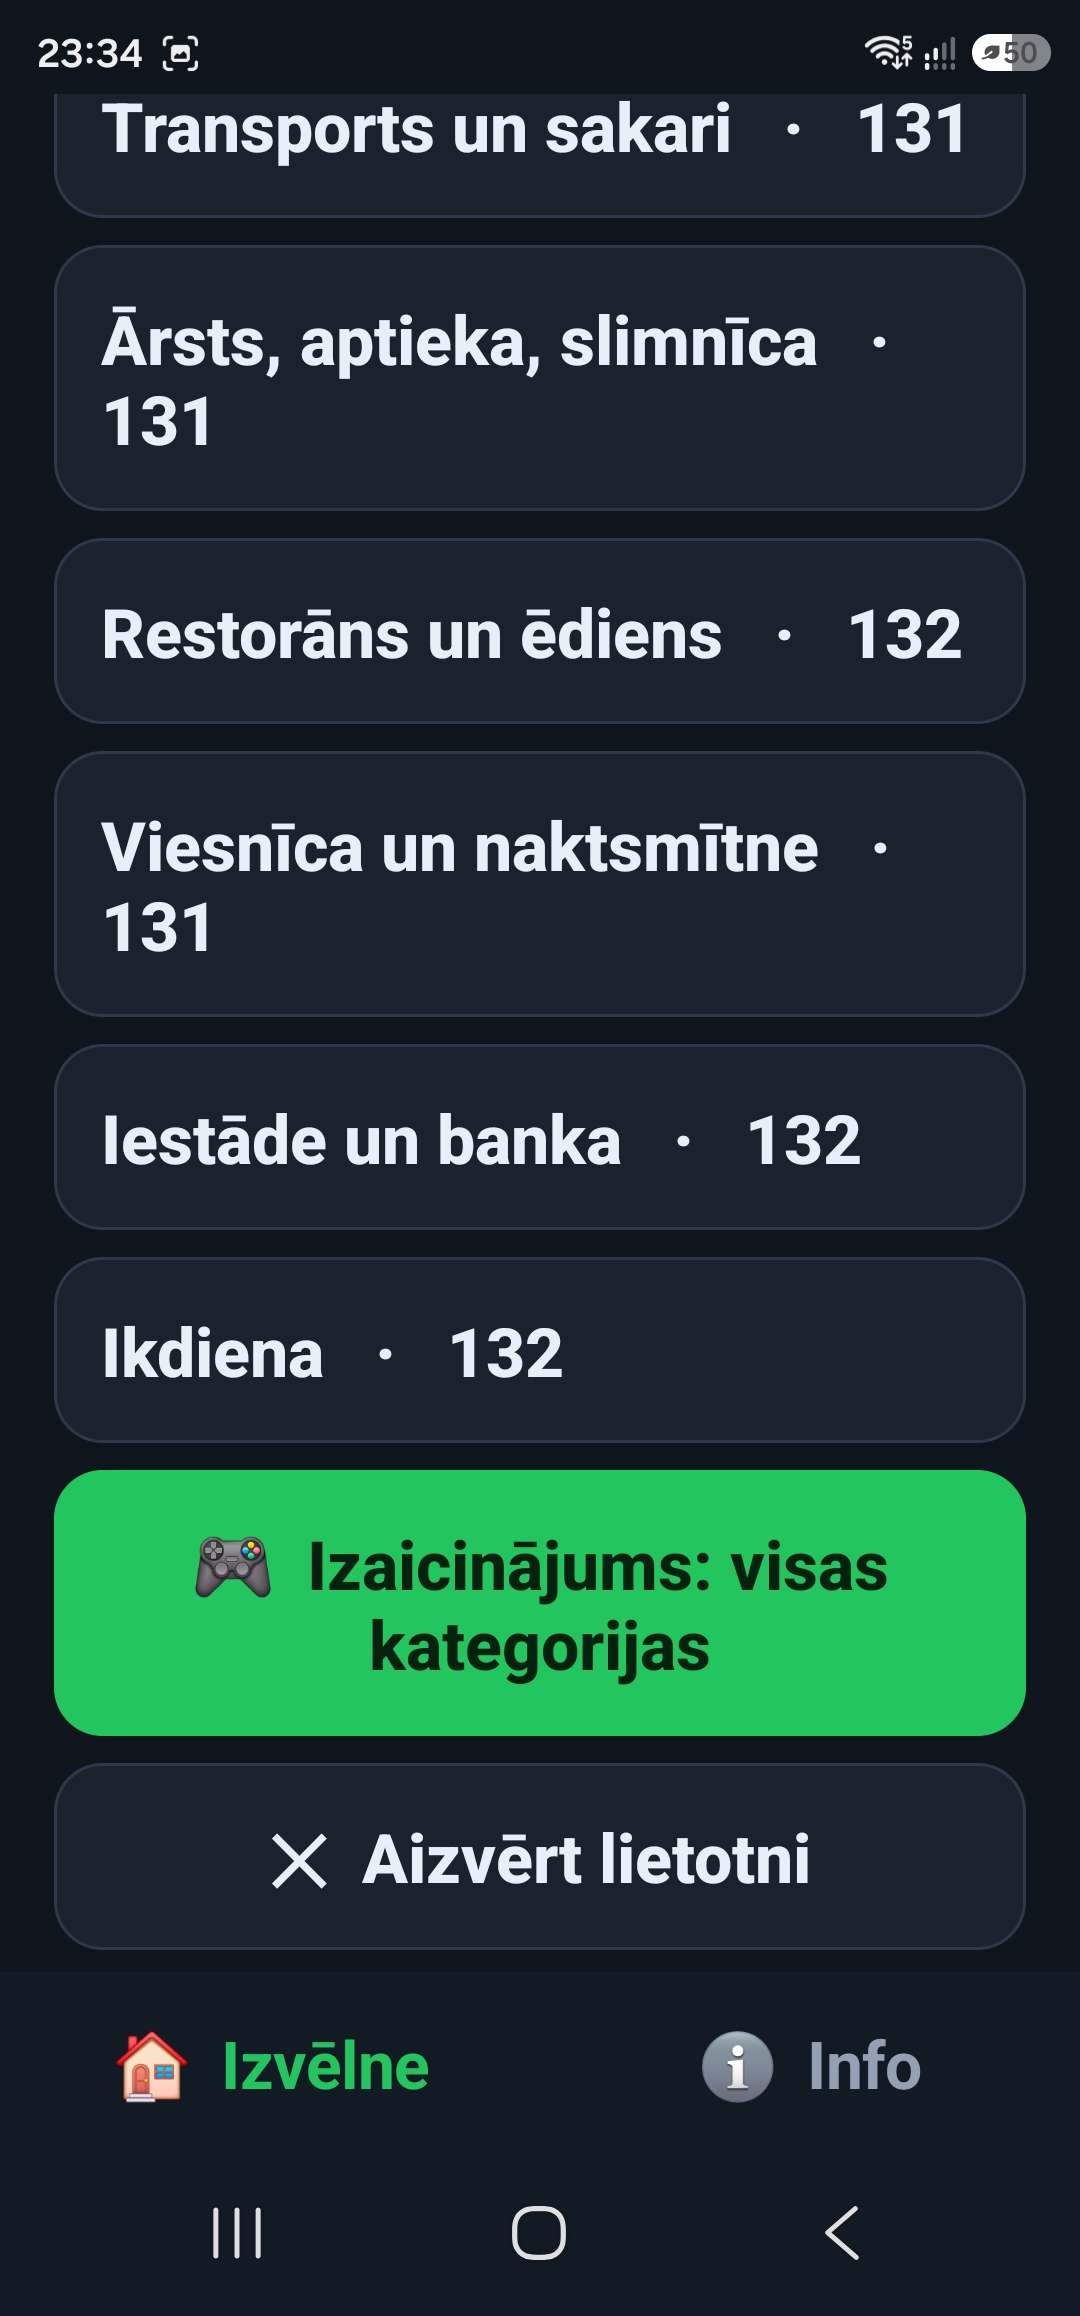 23:34
5
50
Transports un sakari · 131
Ārsts, aptieka, slimnīca ·
131
Restorāns un ēdiens · 132
Viesnīca un naktsmītne ·
131
Iestāde un banka · 132
Ikdiena · 132
🎮 Izaicinājums: visas
kategorijas
✕ Aizvērt lietotni
🏠 Izvēlne
ℹ️ Info